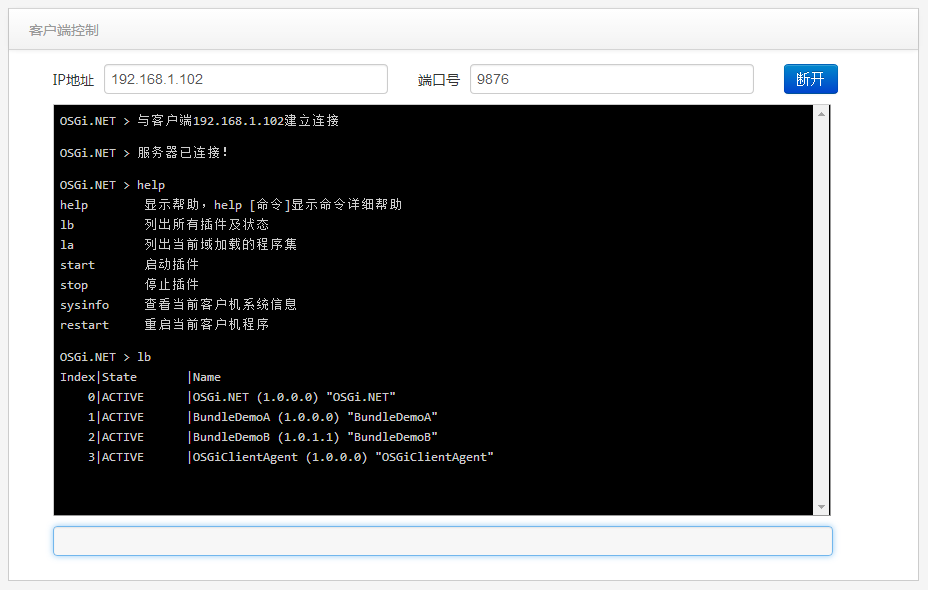 客户端控制
IP地址 192.168.1.102 端口号 9876 断开
OSGi.NET > 与客户端192.168.1.102建立连接
OSGi.NET > 服务器已连接!
OSGi.NET > help
help 显示帮助，help [命令]显示命令详细帮助
lb 列出所有插件及状态
la 列出当前域加载的程序集
start 启动插件
stop 停止插件
sysinfo 查看当前客户机系统信息
restart 重启当前客户机程序
OSGi.NET > lb
Index|State |Name
0|ACTIVE |OSGi.NET (1.0.0.0) "OSGi.NET"
1|ACTIVE |BundleDemoA (1.0.0.0) "BundleDemoA"
2|ACTIVE |BundleDemoB (1.0.1.1) "BundleDemoB"
3|ACTIVE |OSGiClientAgent (1.0.0.0) "OSGiClientAgent"